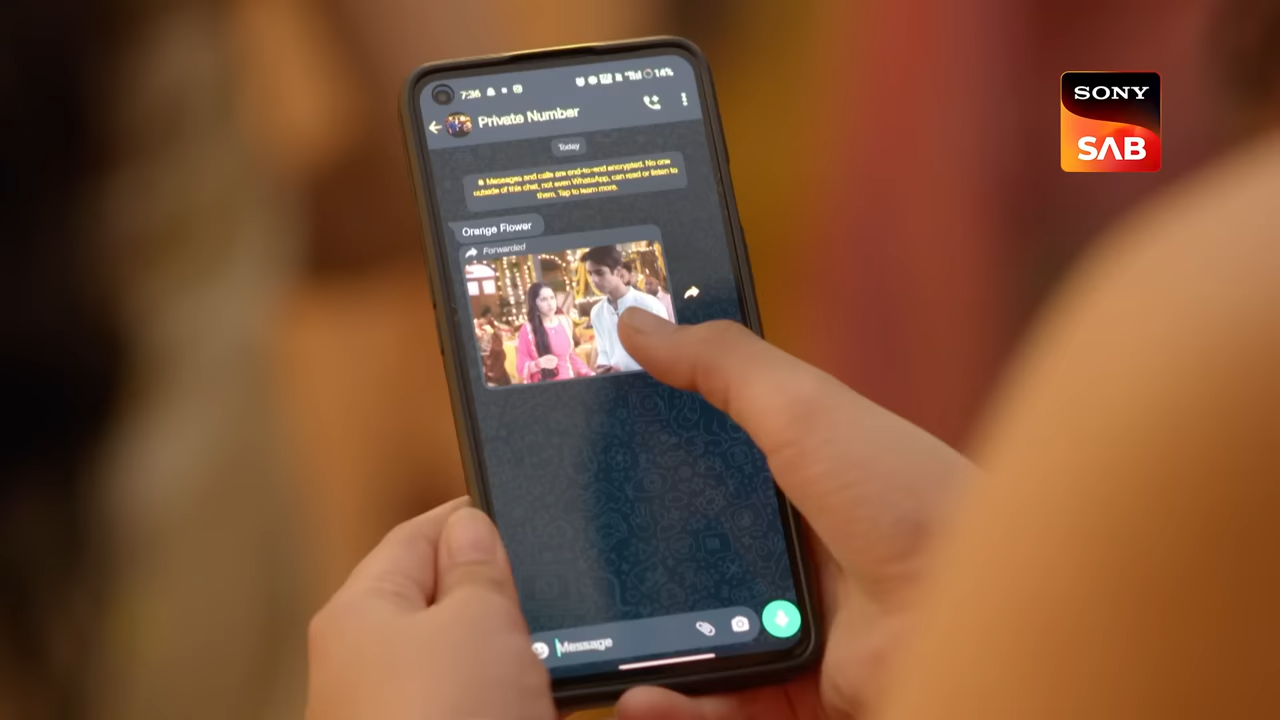 SONY
SAB
7:36
14%
Private Number
Today
Messages and calls are end-to-end encrypted. No one
outside of this chat, not even WhatsApp, can read or listen to
them. Tap to learn more.
Orange Flower
Forwarded
Message